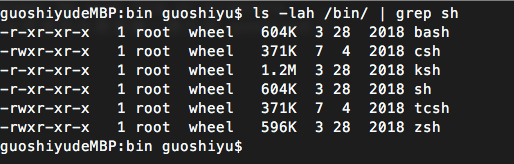 guoshiyudeMBP:bin guoshiyu$ ls -lah /bin/ | grep sh
-r-xr-xr-x   1 root  wheel   604K  3 28  2018 bash
-rwxr-xr-x   1 root  wheel   371K  7  4  2018 csh
-r-xr-xr-x   1 root  wheel   1.2M  3 28  2018 ksh
-r-xr-xr-x   1 root  wheel   604K  3 28  2018 sh
-rwxr-xr-x   1 root  wheel   371K  7  4  2018 tcsh
-rwxr-xr-x   1 root  wheel   596K  3 28  2018 zsh
guoshiyudeMBP:bin guoshiyu$